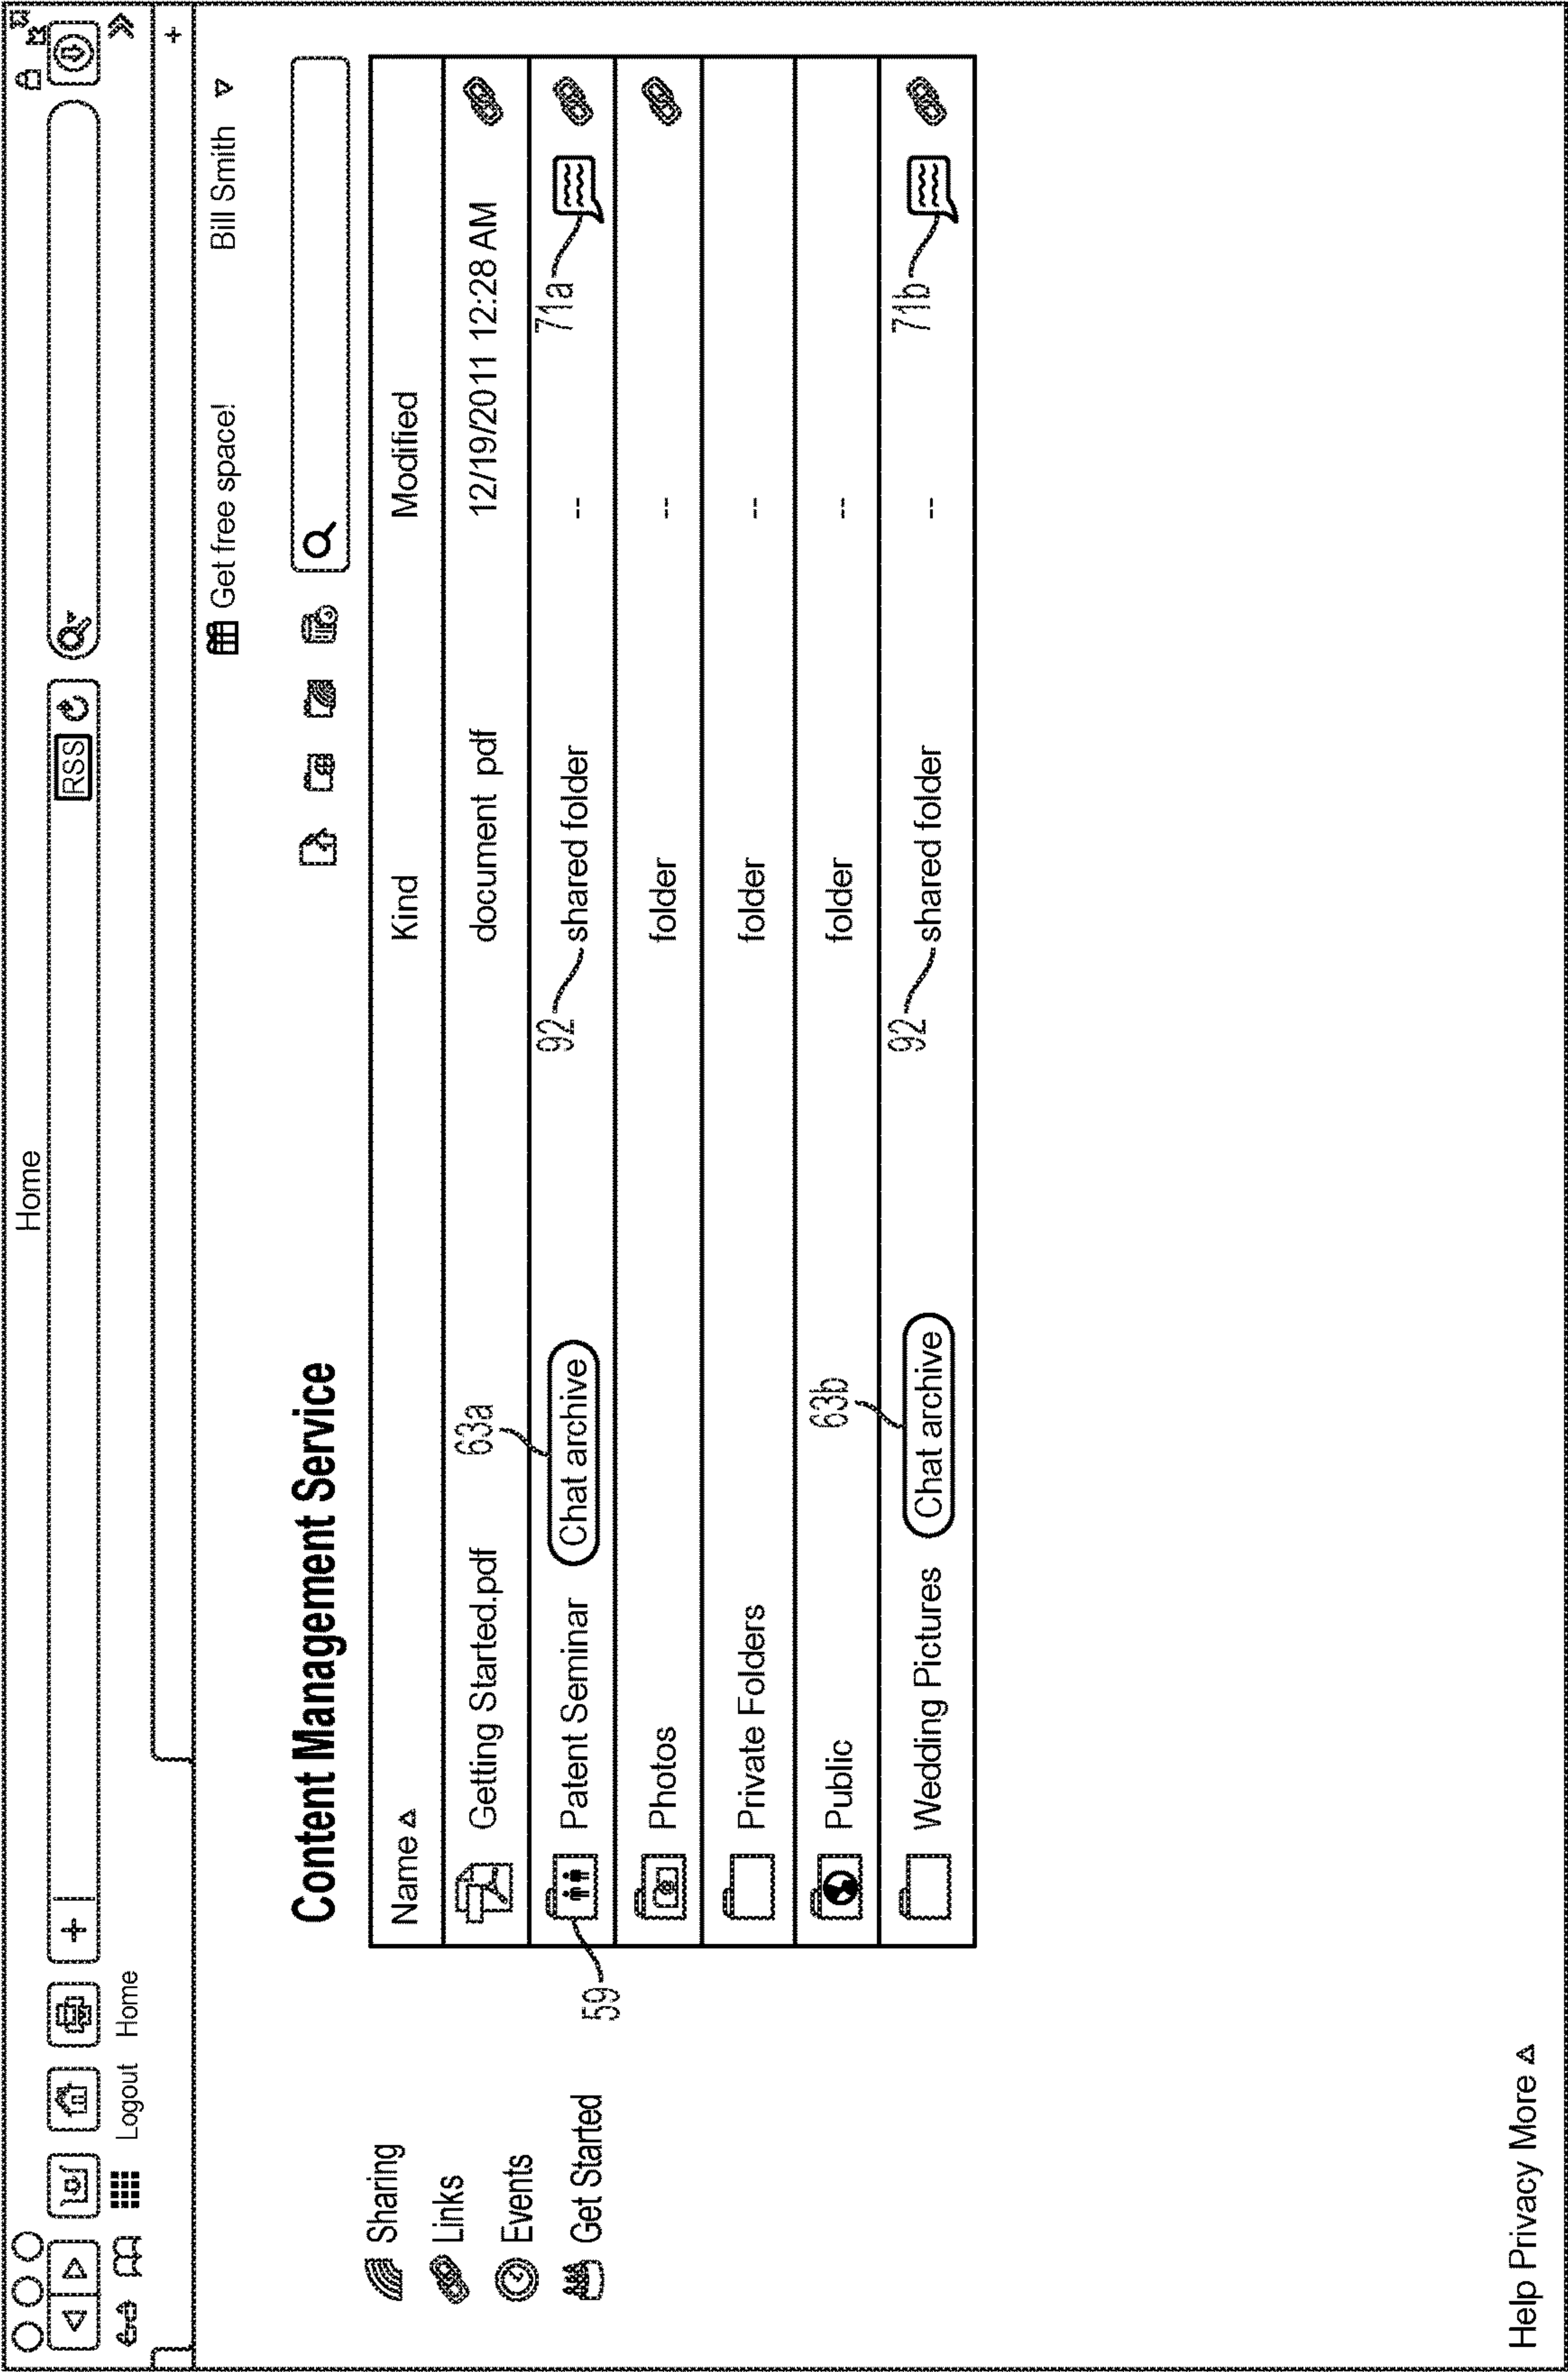 Home
RSS
Logout Home
+
Get free space! Bill Smith
Content Management Service
Sharing
Links
Events
Get Started
Name Kind Modified
Getting Started.pdf document pdf 12/19/2011 12:28 AM
63a
Patent Seminar Chat archive 92 shared folder -- 71a
59
Photos folder --
Private Folders folder --
Public folder --
63b
Wedding Pictures Chat archive 92 shared folder -- 71b
Help Privacy More